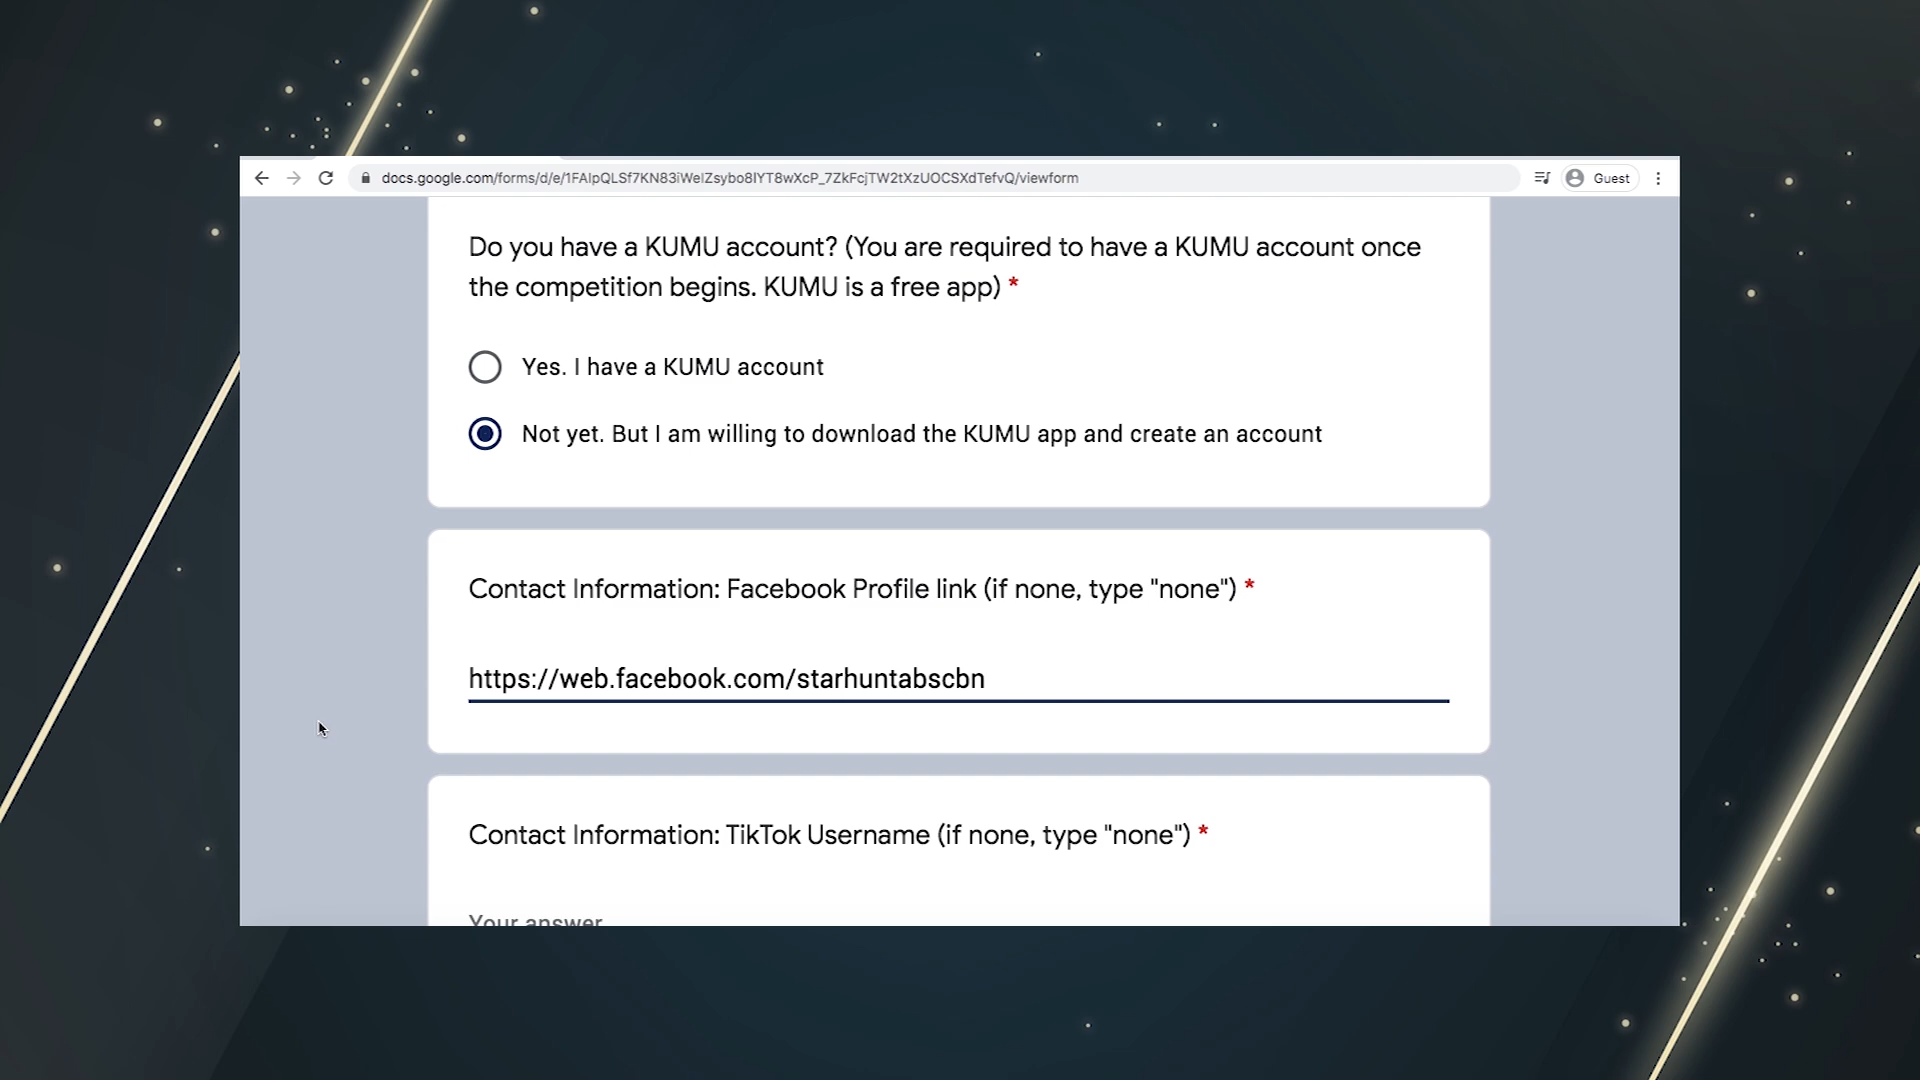 docs.google.com/forms/d/e/1FAIpQLSf7KN83iWeIZsybo8IYT8wXcP_7ZkFcjTW2tXzUOCSXdTefvQ/viewform
Guest
Do you have a KUMU account? (You are required to have a KUMU account once
the competition begins. KUMU is a free app) *
Yes. I have a KUMU account
Not yet. But I am willing to download the KUMU app and create an account
Contact Information: Facebook Profile link (if none, type "none") *
https://web.facebook.com/starhuntabscbn
Contact Information: TikTok Username (if none, type "none") *
Your answer